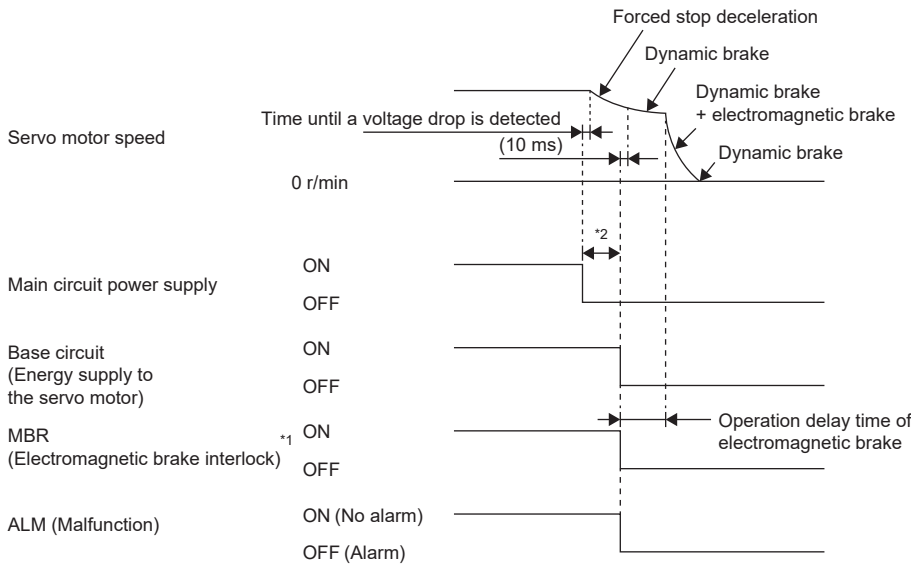 Forced stop deceleration
Dynamic brake
Dynamic brake
+ electromagnetic brake
Time until a voltage drop is detected
Servo motor speed
(10 ms)
Dynamic brake
0 r/min
*2
Main circuit power supply
ON
OFF
Base circuit
(Energy supply to
the servo motor)
ON
OFF
Operation delay time of
electromagnetic brake
MBR
(Electromagnetic brake interlock)
*1
ON
OFF
ALM (Malfunction)
ON (No alarm)
OFF (Alarm)